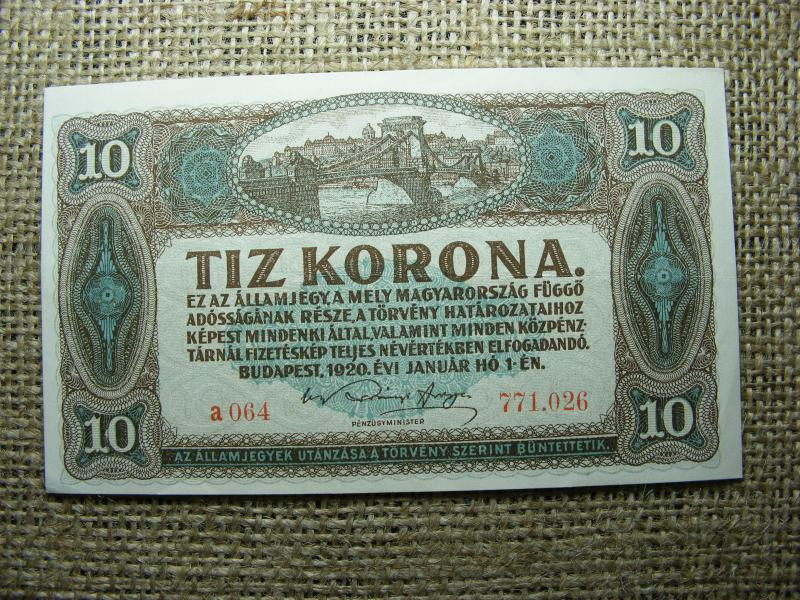 10 10
TIZ KORONA.
EZ AZ ÁLLAMJEGY, A MELY MAGYARORSZÁG FÜGGŐ
ADÓSSÁGÁNAK RÉSZE, A TÖRVÉNY HATÁROZATAIHOZ
KÉPEST MINDENKI ÁLTAL, VALAMINT MINDEN KÖZPÉNZ-
TÁRNÁL FIZETÉSKÉP TELJES NÉVÉRTÉKBEN ELFOGADANDÓ.
BUDAPEST, 1920. ÉVI JANUÁR HÓ 1-ÉN.
a 064 771.026
PÉNZÜGYMINISTER
10 10
AZ ÁLLAMJEGYEK UTÁNZÁSA A TÖRVÉNY SZERINT BÜNTETTETIK.